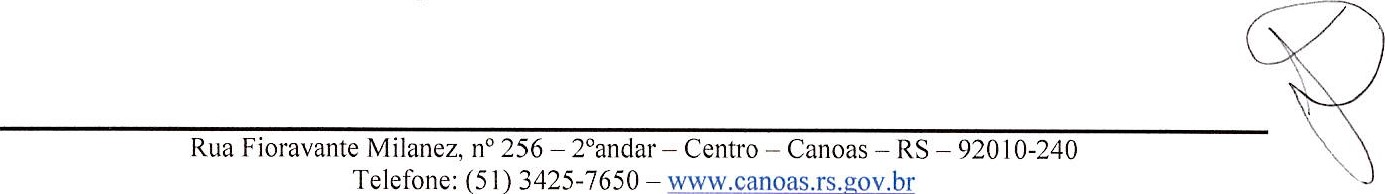 Rua Fioravante Milanez, nº 256 – 2ºandar – Centro – Canoas – RS – 92010-240
Telefone: (51) 3425-7650 – www.canoas.rs.gov.br